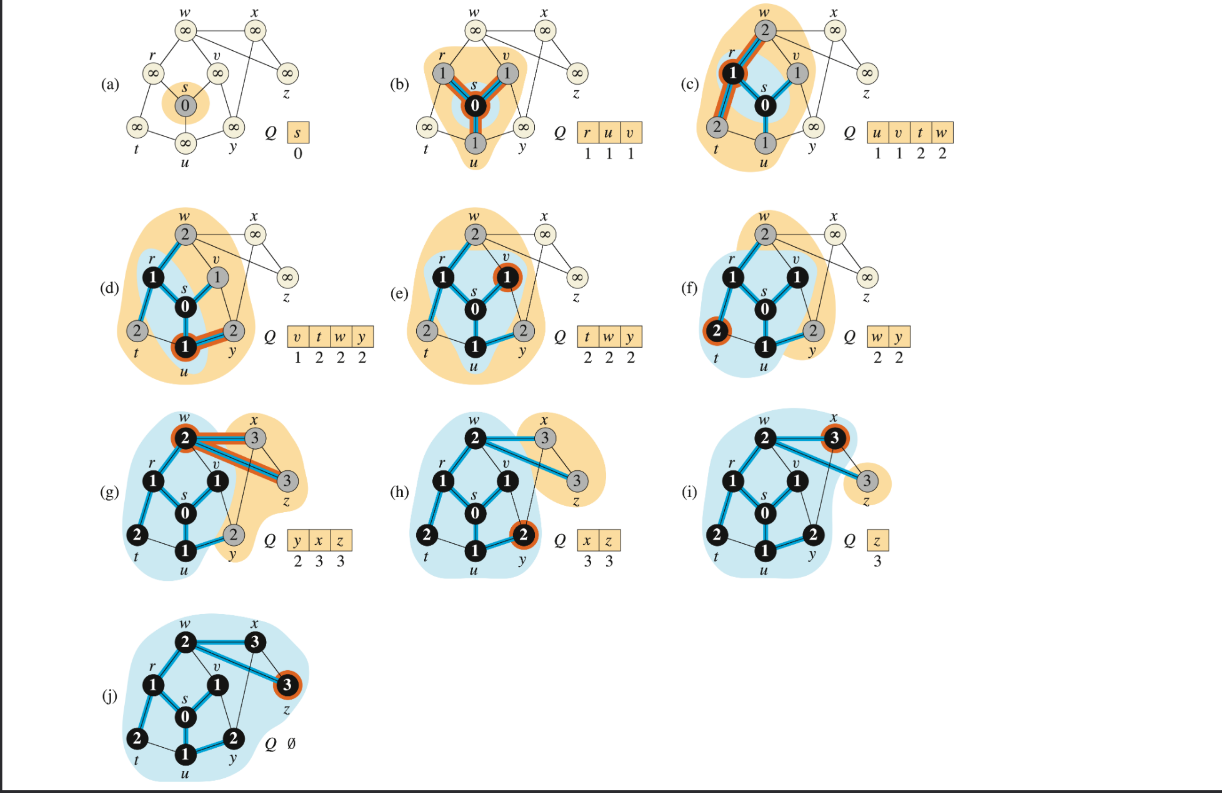 w x w x w x
∞ ∞ ∞ ∞ 2 ∞
r v r v r v
∞ ∞ ∞ 1 1 ∞ 1 1 ∞
(a) s z (b) s z (c) s z
0 0 0
∞ ∞ Q s ∞ ∞ Q r u v 2 ∞ Q u v t w
t ∞ y 0 t 1 y 1 1 1 t 1 y 1 1 2 2
u u u
w x w x w x
2 ∞ 2 ∞ 2 ∞
r v r v r v
1 1 ∞ 1 1 ∞ 1 1 ∞
(d) s z (e) s z (f) s z
0 0 0
2 2 Q v t w y 2 2 Q t w y 2 2 Q w y
t 1 y 1 2 2 2 t 1 y 2 2 2 t 1 y 2 2
u u u
w x w x w x
2 3 2 3 2 3
r v r v r v
1 1 3 1 1 3 1 1 3
(g) s z (h) s z (i) s z
0 0 0
2 2 Q y x z 2 2 Q x z 2 2 Q z
t 1 y 2 3 3 t 1 y 3 3 t 1 y 3
u u u
w x
2 3
r v
1 1 3
(j) s z
0
2 2 Q ∅
t 1 y
u